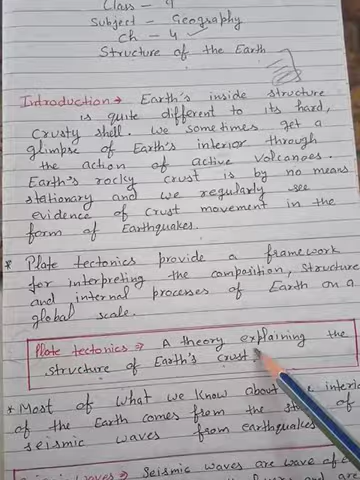 Class - 9
Subject - Geography
Ch - 4
Structure of the Earth
Introduction → Earth's inside structure
is quite different to its hard,
crusty shell. We sometimes get a
glimpse of Earth's interior through
the action of active volcanoes.
Earth's rocky crust is by no means
stationary and we regularly see
evidence of crust movement in the
form of Earthquakes.
* Plate tectonics provide a framework
for interpreting the composition, structure
and internal processes of Earth on a
global scale.
Plate tectonics → A theory explaining the
structure of Earth's crust.
* Most of what we know about interior
of the Earth comes from the of
seismic waves from earthquakes
Seismic waves are wave of